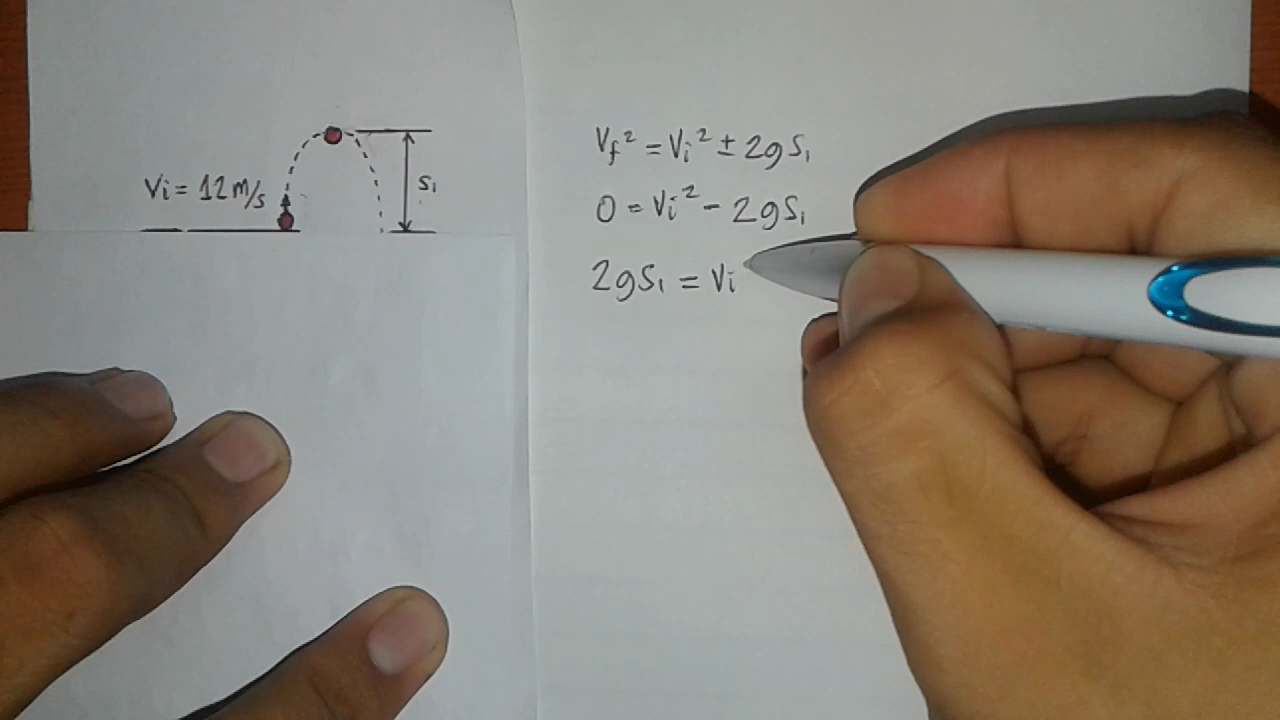 Vi = 12 m/s
S₁
Vf² = Vi² ± 2gS₁
0 = Vi² - 2gS₁
2gS₁ = Vi